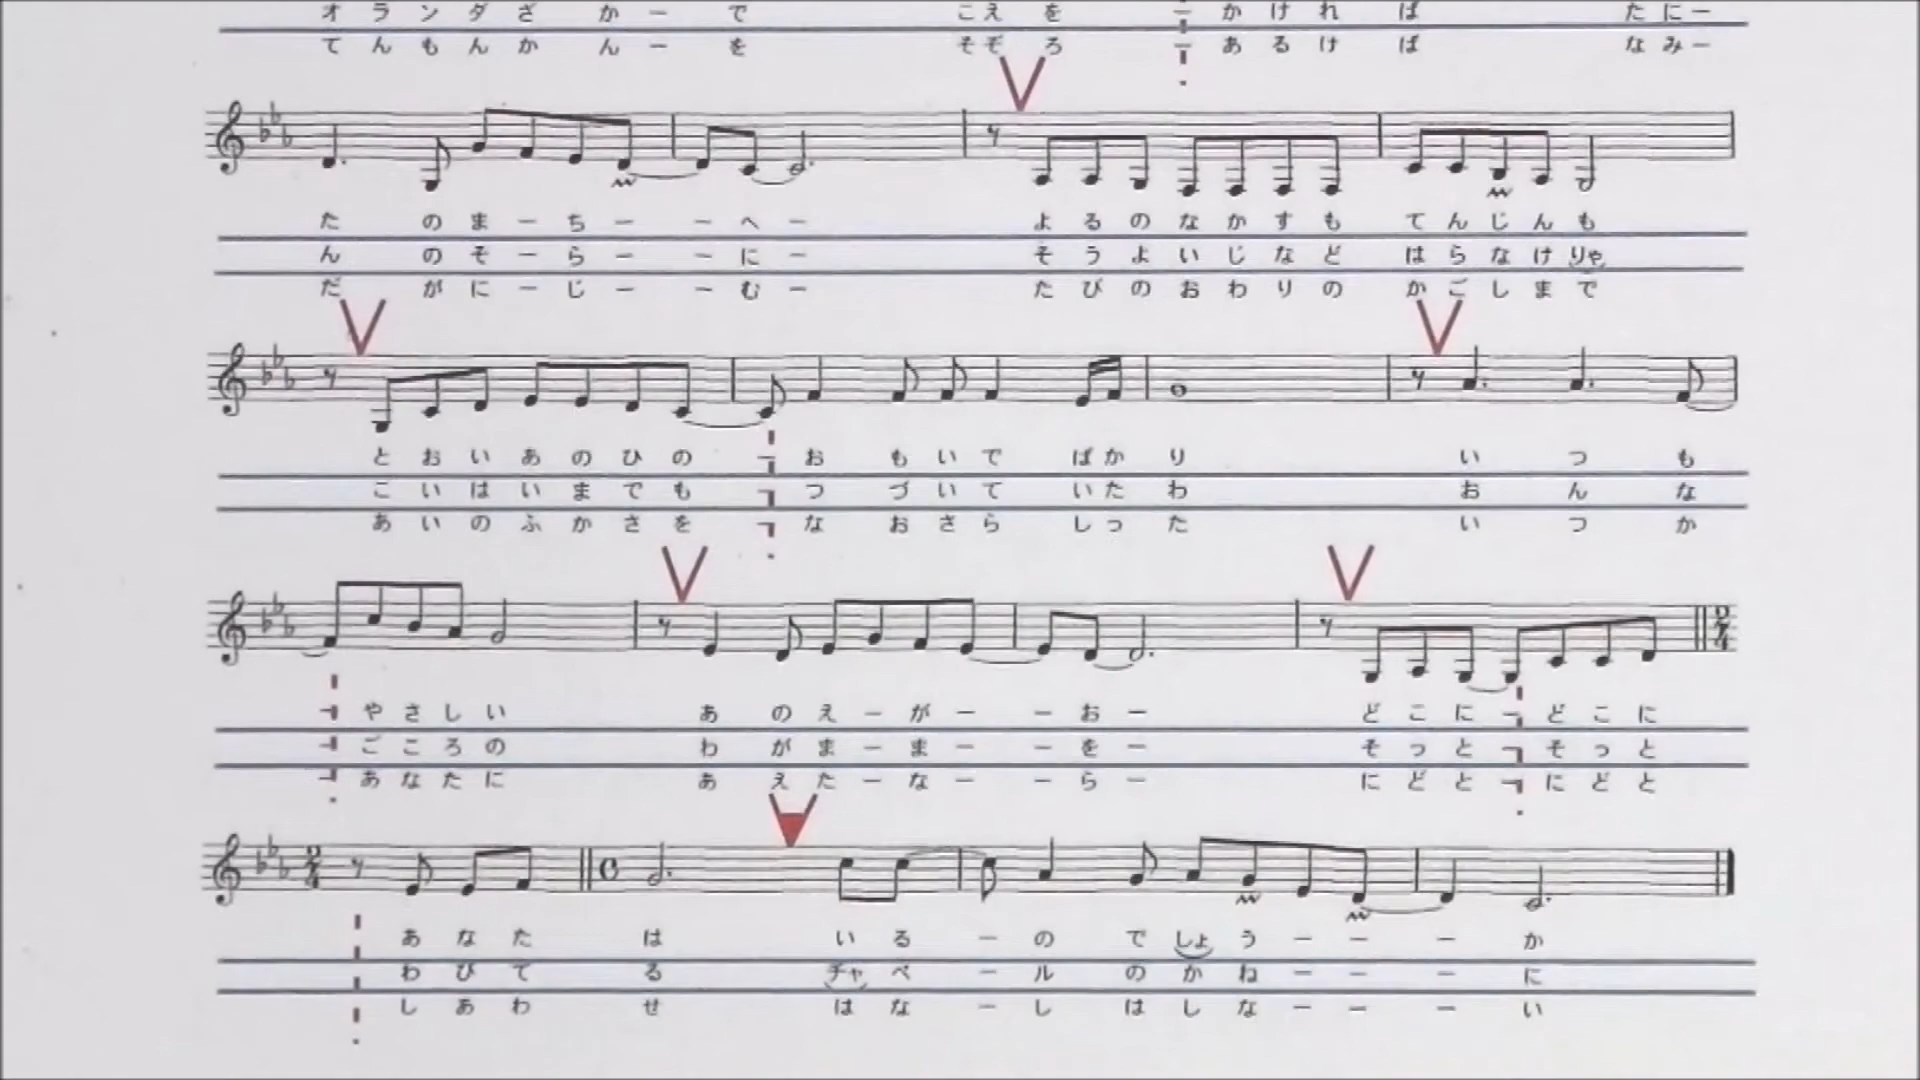 オランダざかーで こえを ーかければ たにー
てんもんかんーを そぞろ ーあるけば なみー
たのまーちーーへー よるのなかすも てんじんも
んのそーらーーにー そうよいじなど はらなけりゃ
だがにーじーーむー たびのおわりの かごしまで
とおいあのひの ーおもいでばかり いつも
こいはいまでも ーつづいていたわ おんな
あいのふかさを ーなおさらしった いつか
ーやさしい あのえーがーーおー どこにーどこに
ーごころの わがまーまーーをー そっとーそっと
ーあなたに あえたーなーーらー にどとーにどと
あなたは いるーのでしょうーーーか
わびてる チャペールのかねーーーに
しあわせ はなーしはしなーーーい